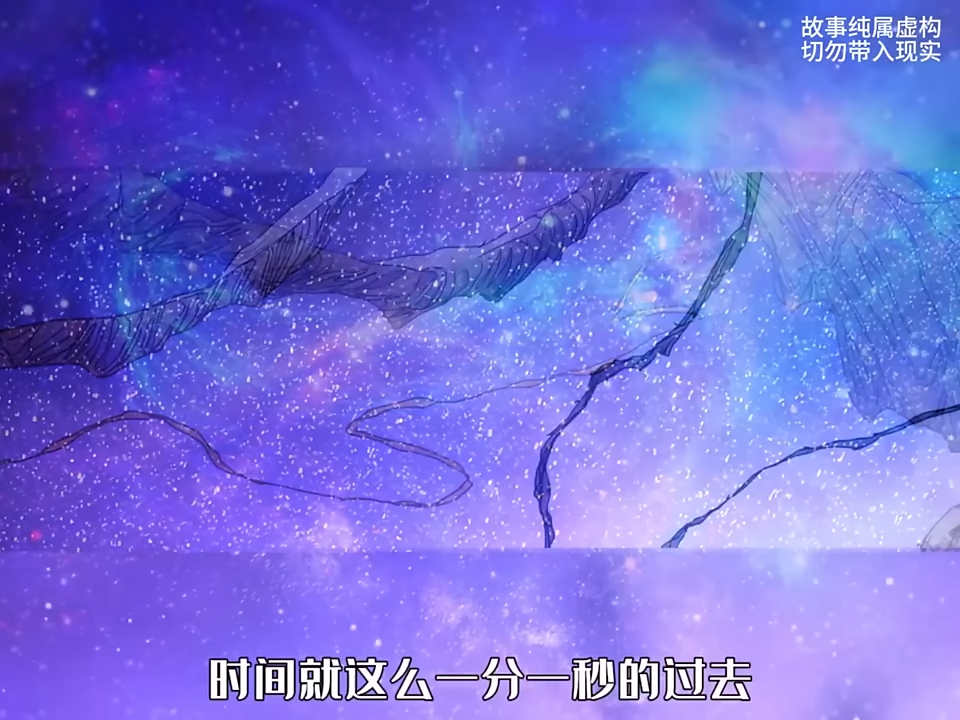 故事纯属虚构
切勿带入现实
时间就这么一分一秒的过去